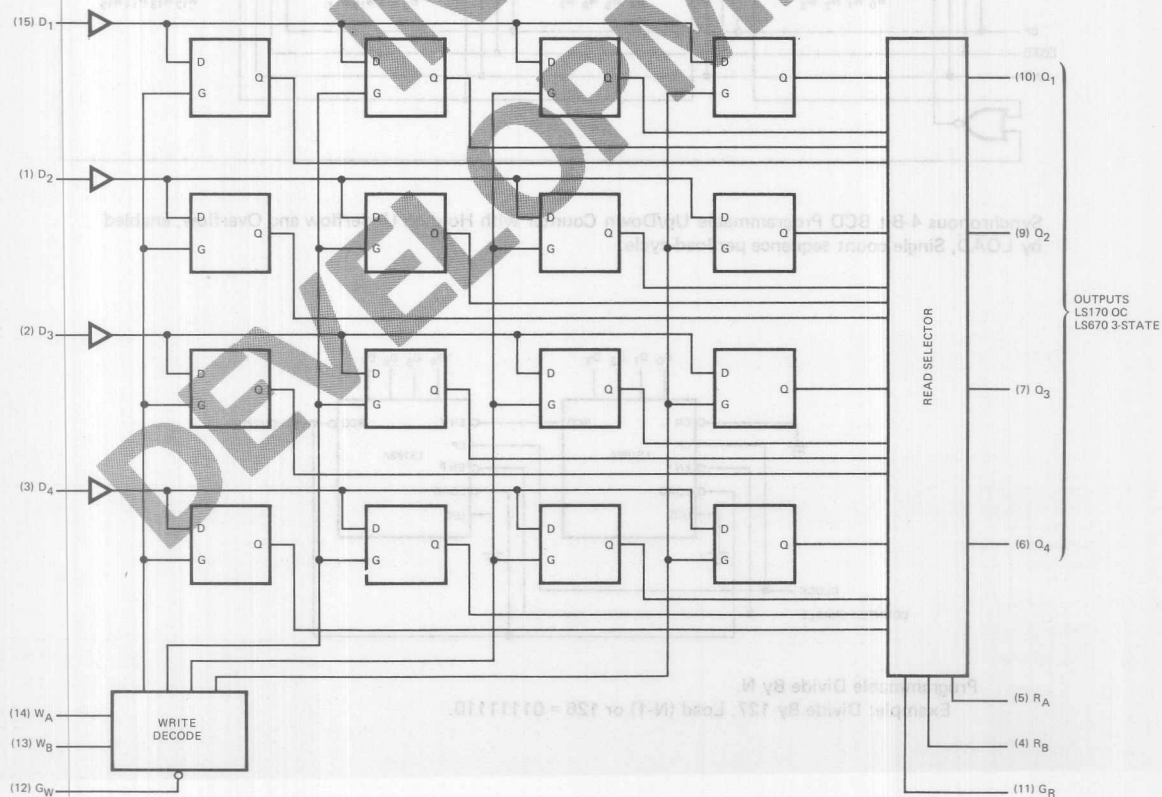 (15) D1
D
Q
G
D
Q
G
D
Q
G
D
Q
G
(10) Q1
(1) D2
D
Q
G
D
Q
G
D
Q
G
D
Q
G
(9) Q2
Synchronous 4-Bit BCD Programmable Up/Down Counter with Hold on Underflow and Overflow, enabled
by LOAD, Single count sequence per load cycle.
(2) D3
D
Q
G
D
Q
G
D
Q
G
D
Q
G
(7) Q3
(3) D4
D
Q
G
D
Q
G
D
Q
G
D
Q
G
(6) Q4
READ SELECTOR
OUTPUTS
LS170 OC
LS670 3-STATE
Programmable Divide By N.
Example: Divide By 127, Load (N-1) or 126 = 01111110.
(14) WA
(13) WB
(12) GW
WRITE
DECODE
(5) RA
(4) RB
(11) GR
DEVELOPM
IN